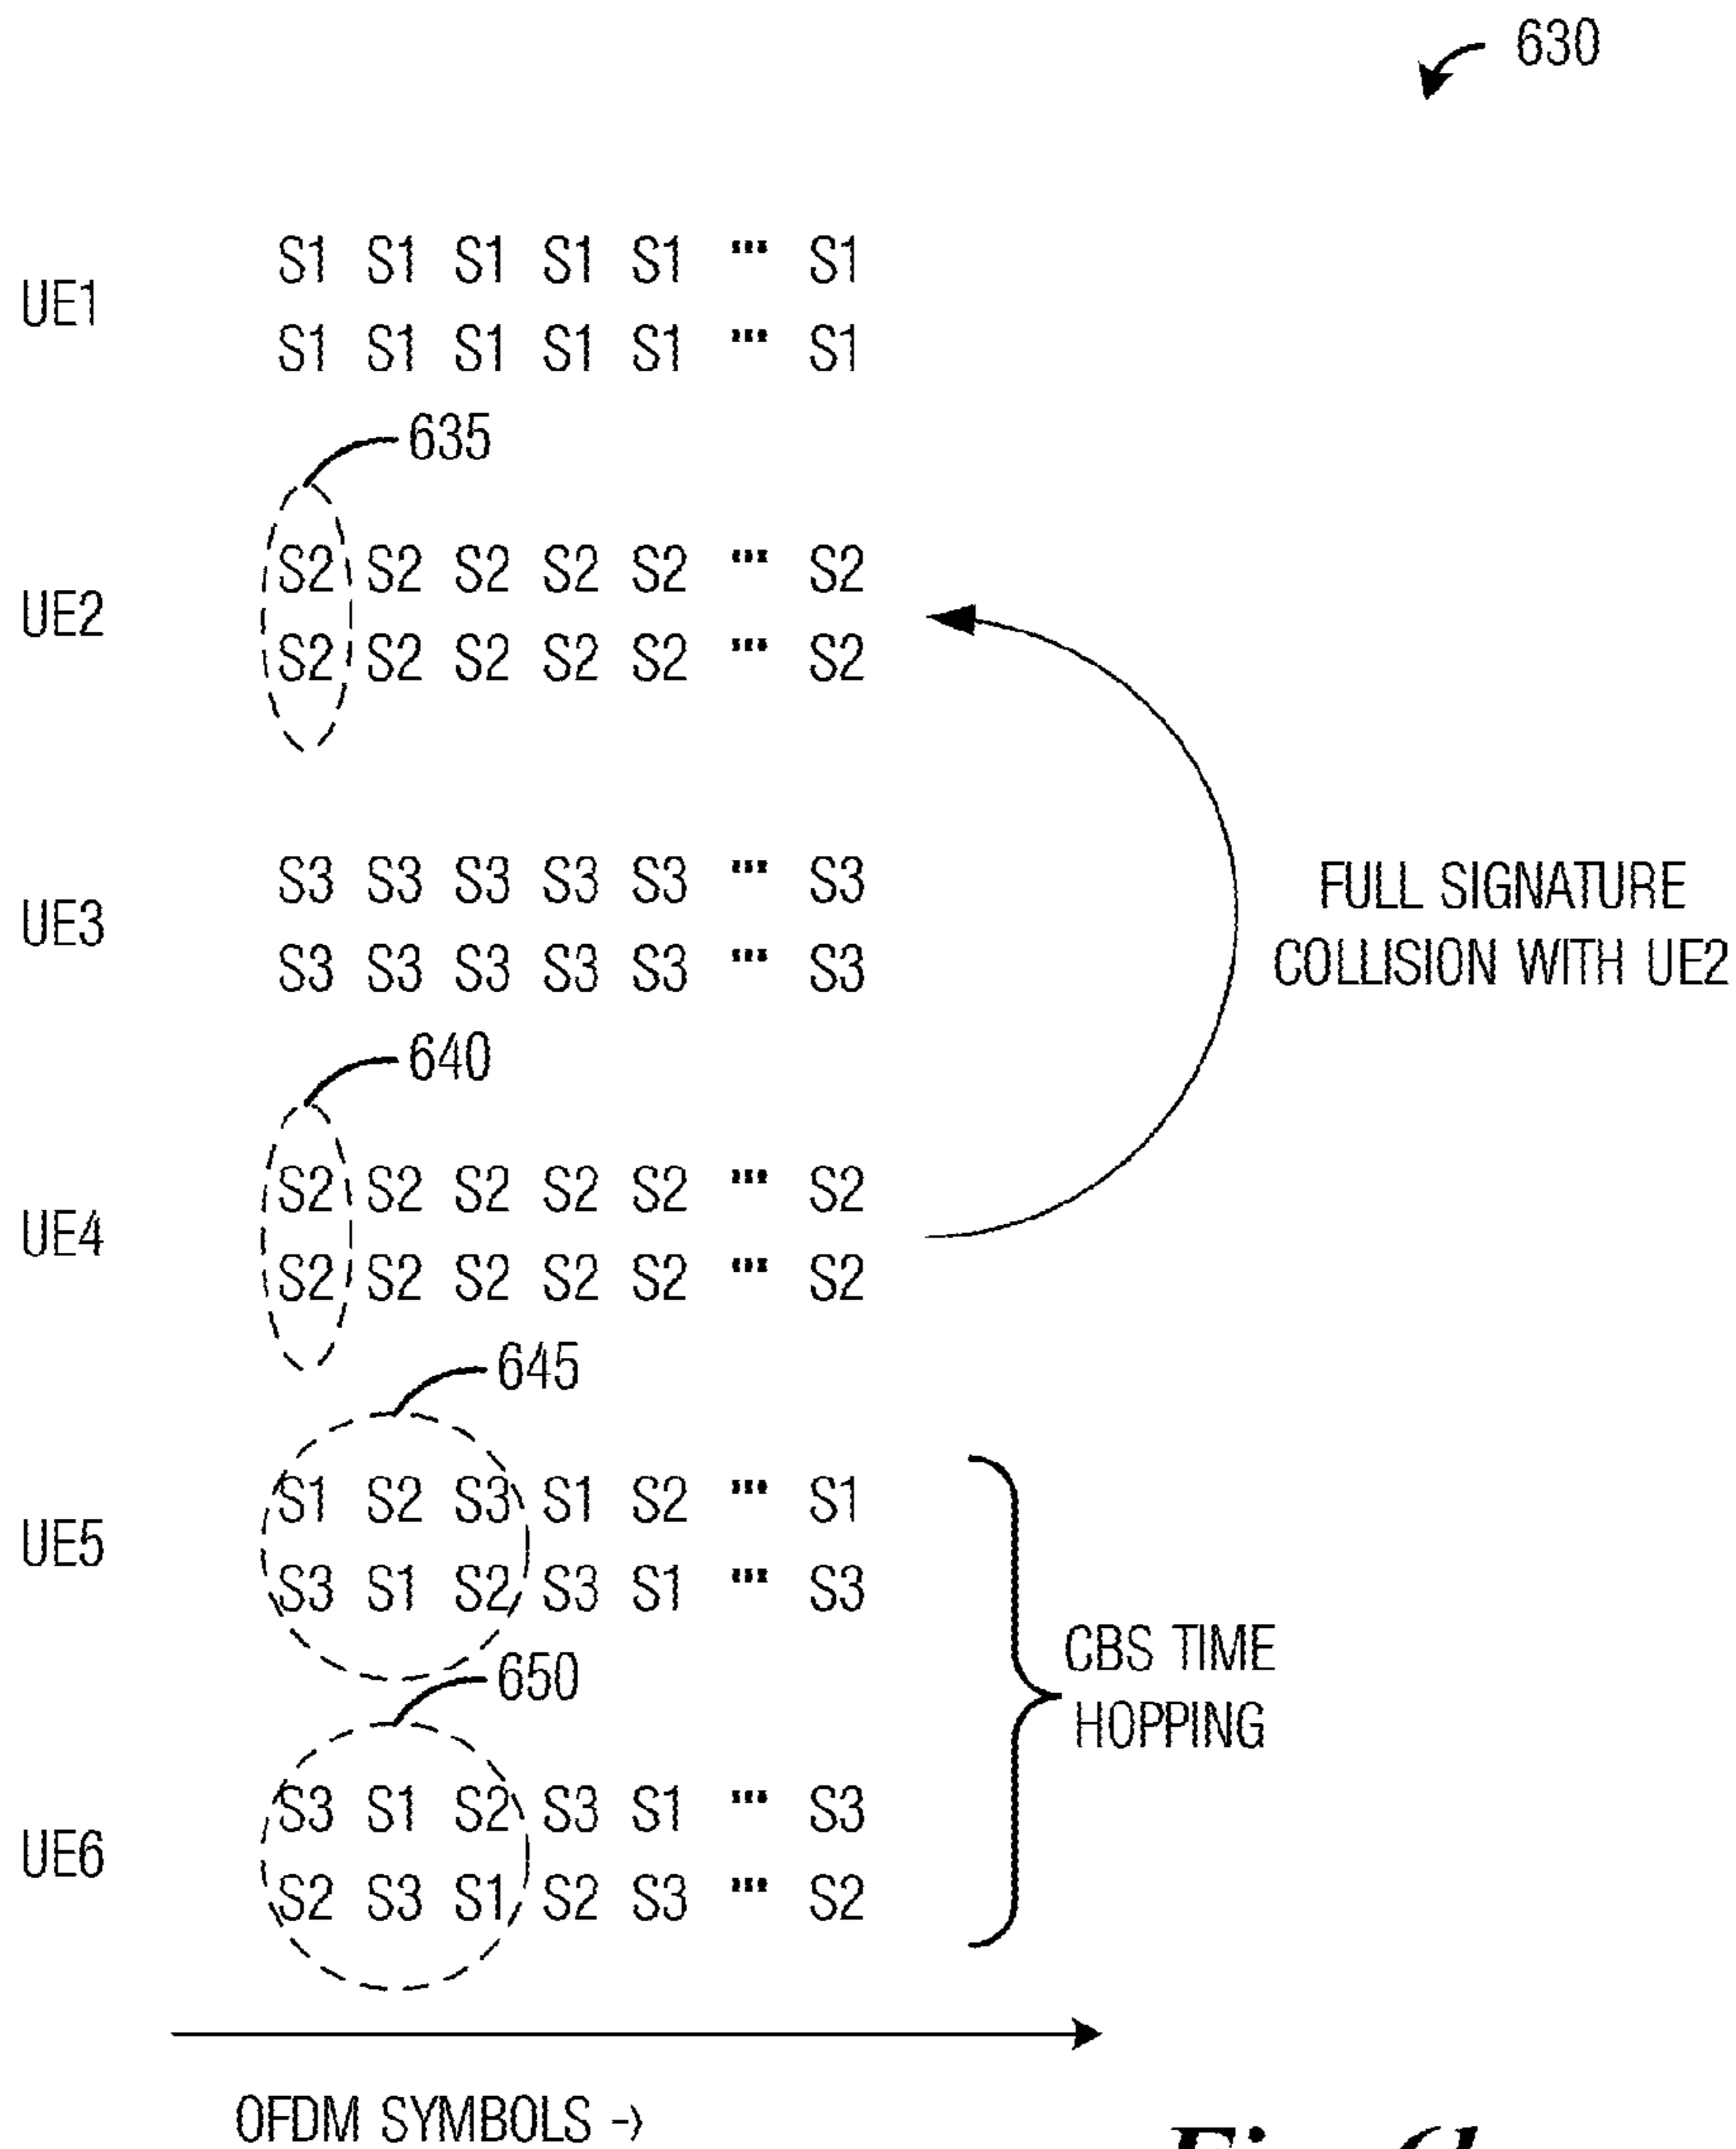 630
S1 S1 S1 S1 S1 ... S1
UE1
S1 S1 S1 S1 S1 ... S1
635
S2 S2 S2 S2 S2 ... S2
UE2
S2 S2 S2 S2 S2 ... S2
S3 S3 S3 S3 S3 ... S3
UE3
S3 S3 S3 S3 S3 ... S3
FULL SIGNATURE
COLLISION WITH UE2
640
S2 S2 S2 S2 S2 ... S2
UE4
S2 S2 S2 S2 S2 ... S2
645
S1 S2 S3 S1 S2 ... S1
UE5
S3 S1 S2 S3 S1 ... S3
CBS TIME
HOPPING
650
S3 S1 S2 S3 S1 ... S3
UE6
S2 S3 S1 S2 S3 ... S2
OFDM SYMBOLS ->